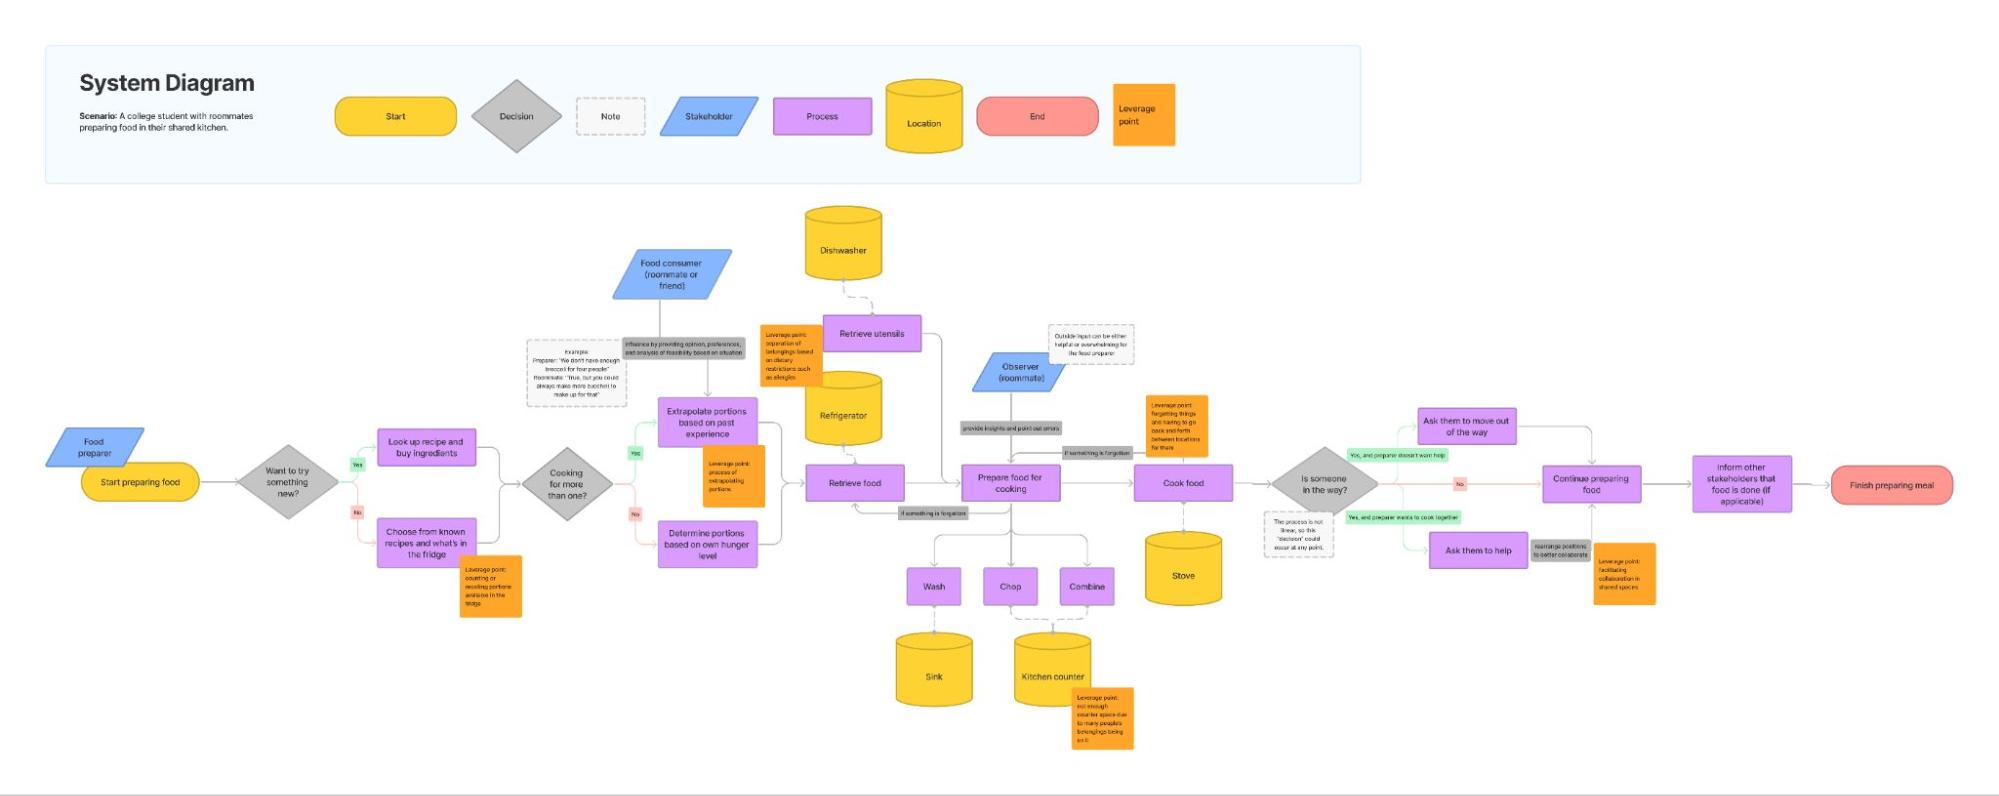 System Diagram
Scenario: A college student with roommates
preparing food in their shared kitchen.
Start
Decision
Note
Stakeholder
Process
Location
End
Leverage
point
Dishwasher
Food consumer
(roommate or
friend)
Retrieve utensils
Leverage point:
separation of
belongings based
on dietary
restrictions such
as allergies
influence by providing opinion, preferences,
and analysis of feasibility based on situation
Example:
Preparer: "We don't have enough
broccoli for four people"
Roommate: "True, but you could
always make more zucchini to
make up for that"
Outside input can be either
helpful or overwhelming for
the food preparer
Observer
(roommate)
Refrigerator
Extrapolate portions
based on past
experience
Leverage point:
forgetting things
and having to go
back and forth
between locations
for them
provide insights and point out errors
if something is forgotten
Food
preparer
Start preparing food
Want to try
something
new?
Yes
No
Look up recipe and
buy ingredients
Choose from known
recipes and what's in
the fridge
Leverage point:
counting or
recalling portions
available in the
fridge
Cooking
for more
than one?
Yes
No
Leverage point:
process of
extrapolating
portions.
Determine portions
based on own hunger
level
Retrieve food
if something is forgotten
Prepare food for
cooking
Cook food
Wash
Chop
Combine
Stove
Sink
Kitchen counter
Leverage point:
not enough
counter space due
to many people's
belongings being
on it
Is someone
in the way?
The process is not
linear, so this
"decision" could
occur at any point.
Yes, and preparer doesn't want help
No
Yes, and preparer wants to cook together
Ask them to move out
of the way
Ask them to help
rearrange positions
to better collaborate
Leverage point:
facilitating
collaboration in
shared spaces
Continue preparing
food
Inform other
stakeholders that
food is done (if
applicable)
Finish preparing meal